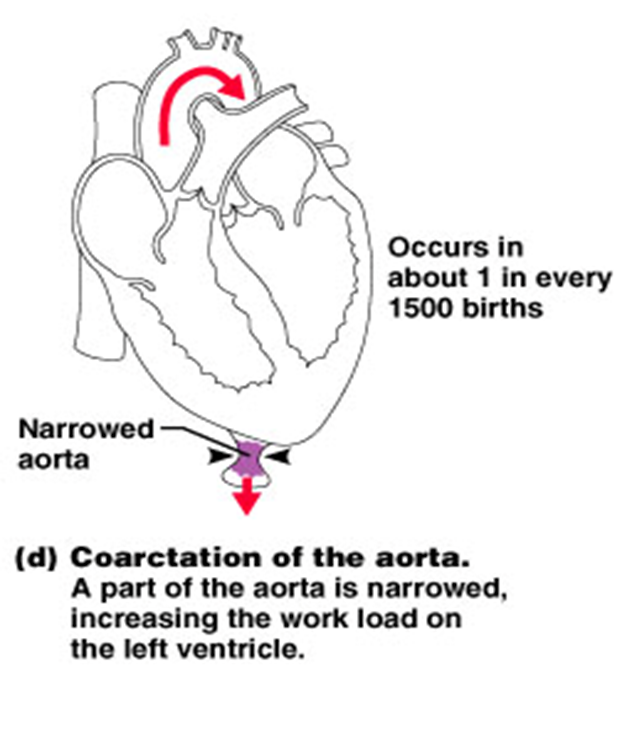 Occurs in
about 1 in every
1500 births
Narrowed
aorta
(d) Coarctation of the aorta.
A part of the aorta is narrowed,
increasing the work load on
the left ventricle.